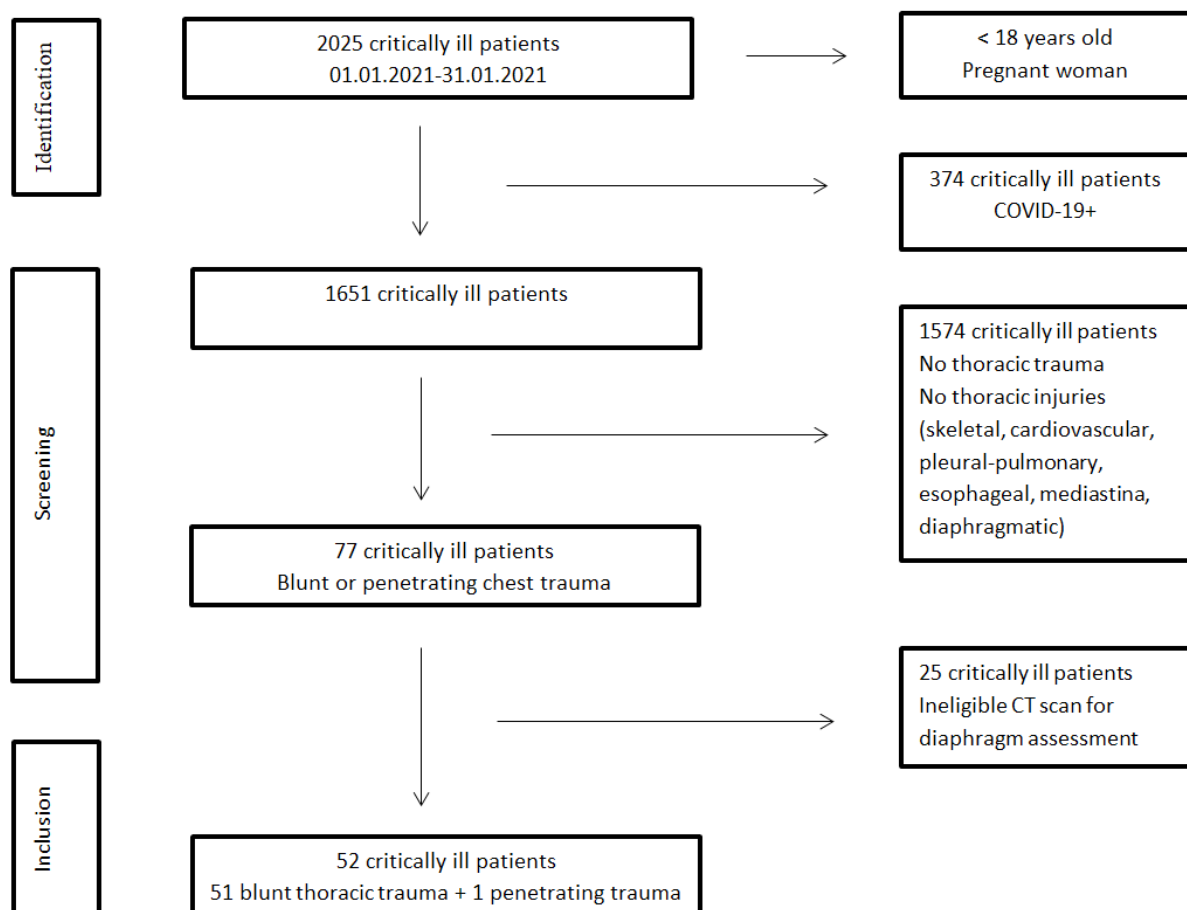 Identification
2025 critically ill patients
01.01.2021-31.01.2021
< 18 years old
Pregnant woman
374 critically ill patients
COVID-19+
Screening
1651 critically ill patients
1574 critically ill patients
No thoracic trauma
No thoracic injuries
(skeletal, cardiovascular,
pleural-pulmonary,
esophageal, mediastina,
diaphragmatic)
77 critically ill patients
Blunt or penetrating chest trauma
25 critically ill patients
Ineligible CT scan for
diaphragm assessment
Inclusion
52 critically ill patients
51 blunt thoracic trauma + 1 penetrating trauma